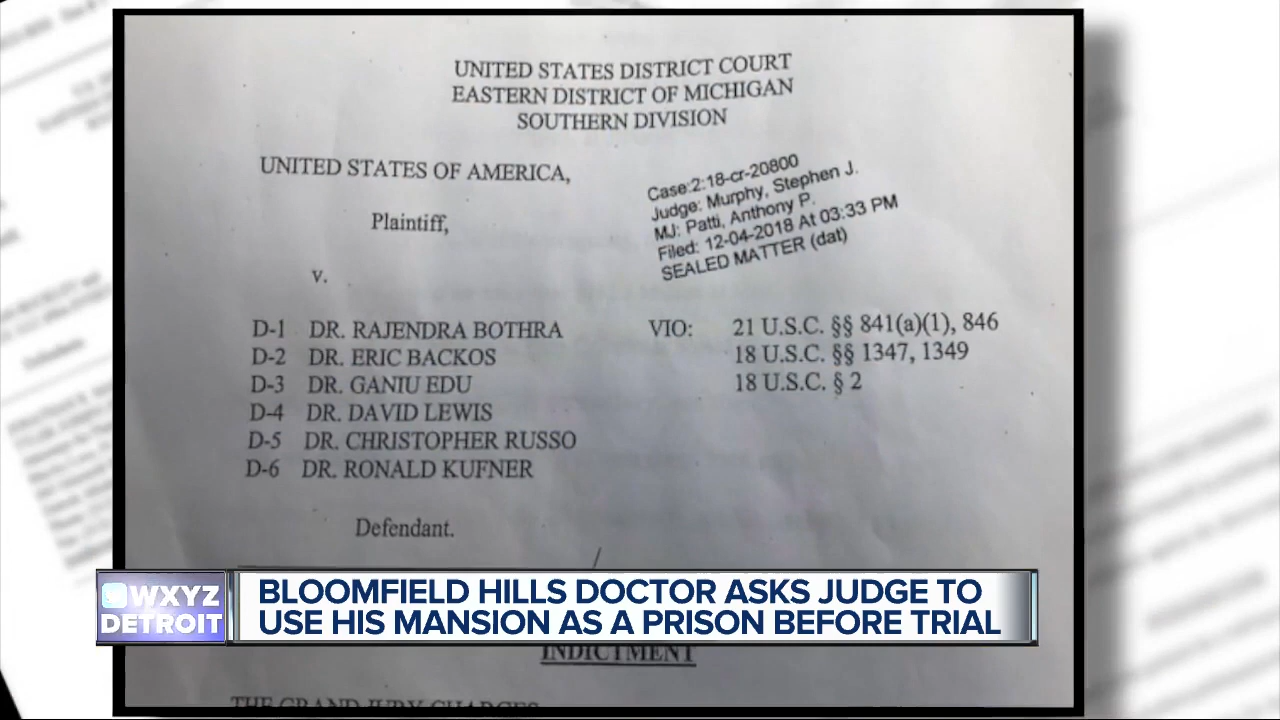 UNITED STATES DISTRICT COURT
EASTERN DISTRICT OF MICHIGAN
SOUTHERN DIVISION
UNITED STATES OF AMERICA,
Plaintiff,
v.
Case:2:18-cr-20800
Judge: Murphy, Stephen J.
MJ: Patti, Anthony P.
Filed: 12-04-2018 At 03:33 PM
SEALED MATTER (dat)
D-1 DR. RAJENDRA BOTHRA
D-2 DR. ERIC BACKOS
D-3 DR. GANIU EDU
D-4 DR. DAVID LEWIS
D-5 DR. CHRISTOPHER RUSSO
D-6 DR. RONALD KUFNER
VIO: 21 U.S.C. §§ 841(a)(1), 846
18 U.S.C. §§ 1347, 1349
18 U.S.C. § 2
Defendant.
/
WXYZ
DETROIT
BLOOMFIELD HILLS DOCTOR ASKS JUDGE TO
USE HIS MANSION AS A PRISON BEFORE TRIAL
INDICTMENT
THE GRAND JURY CHARGES